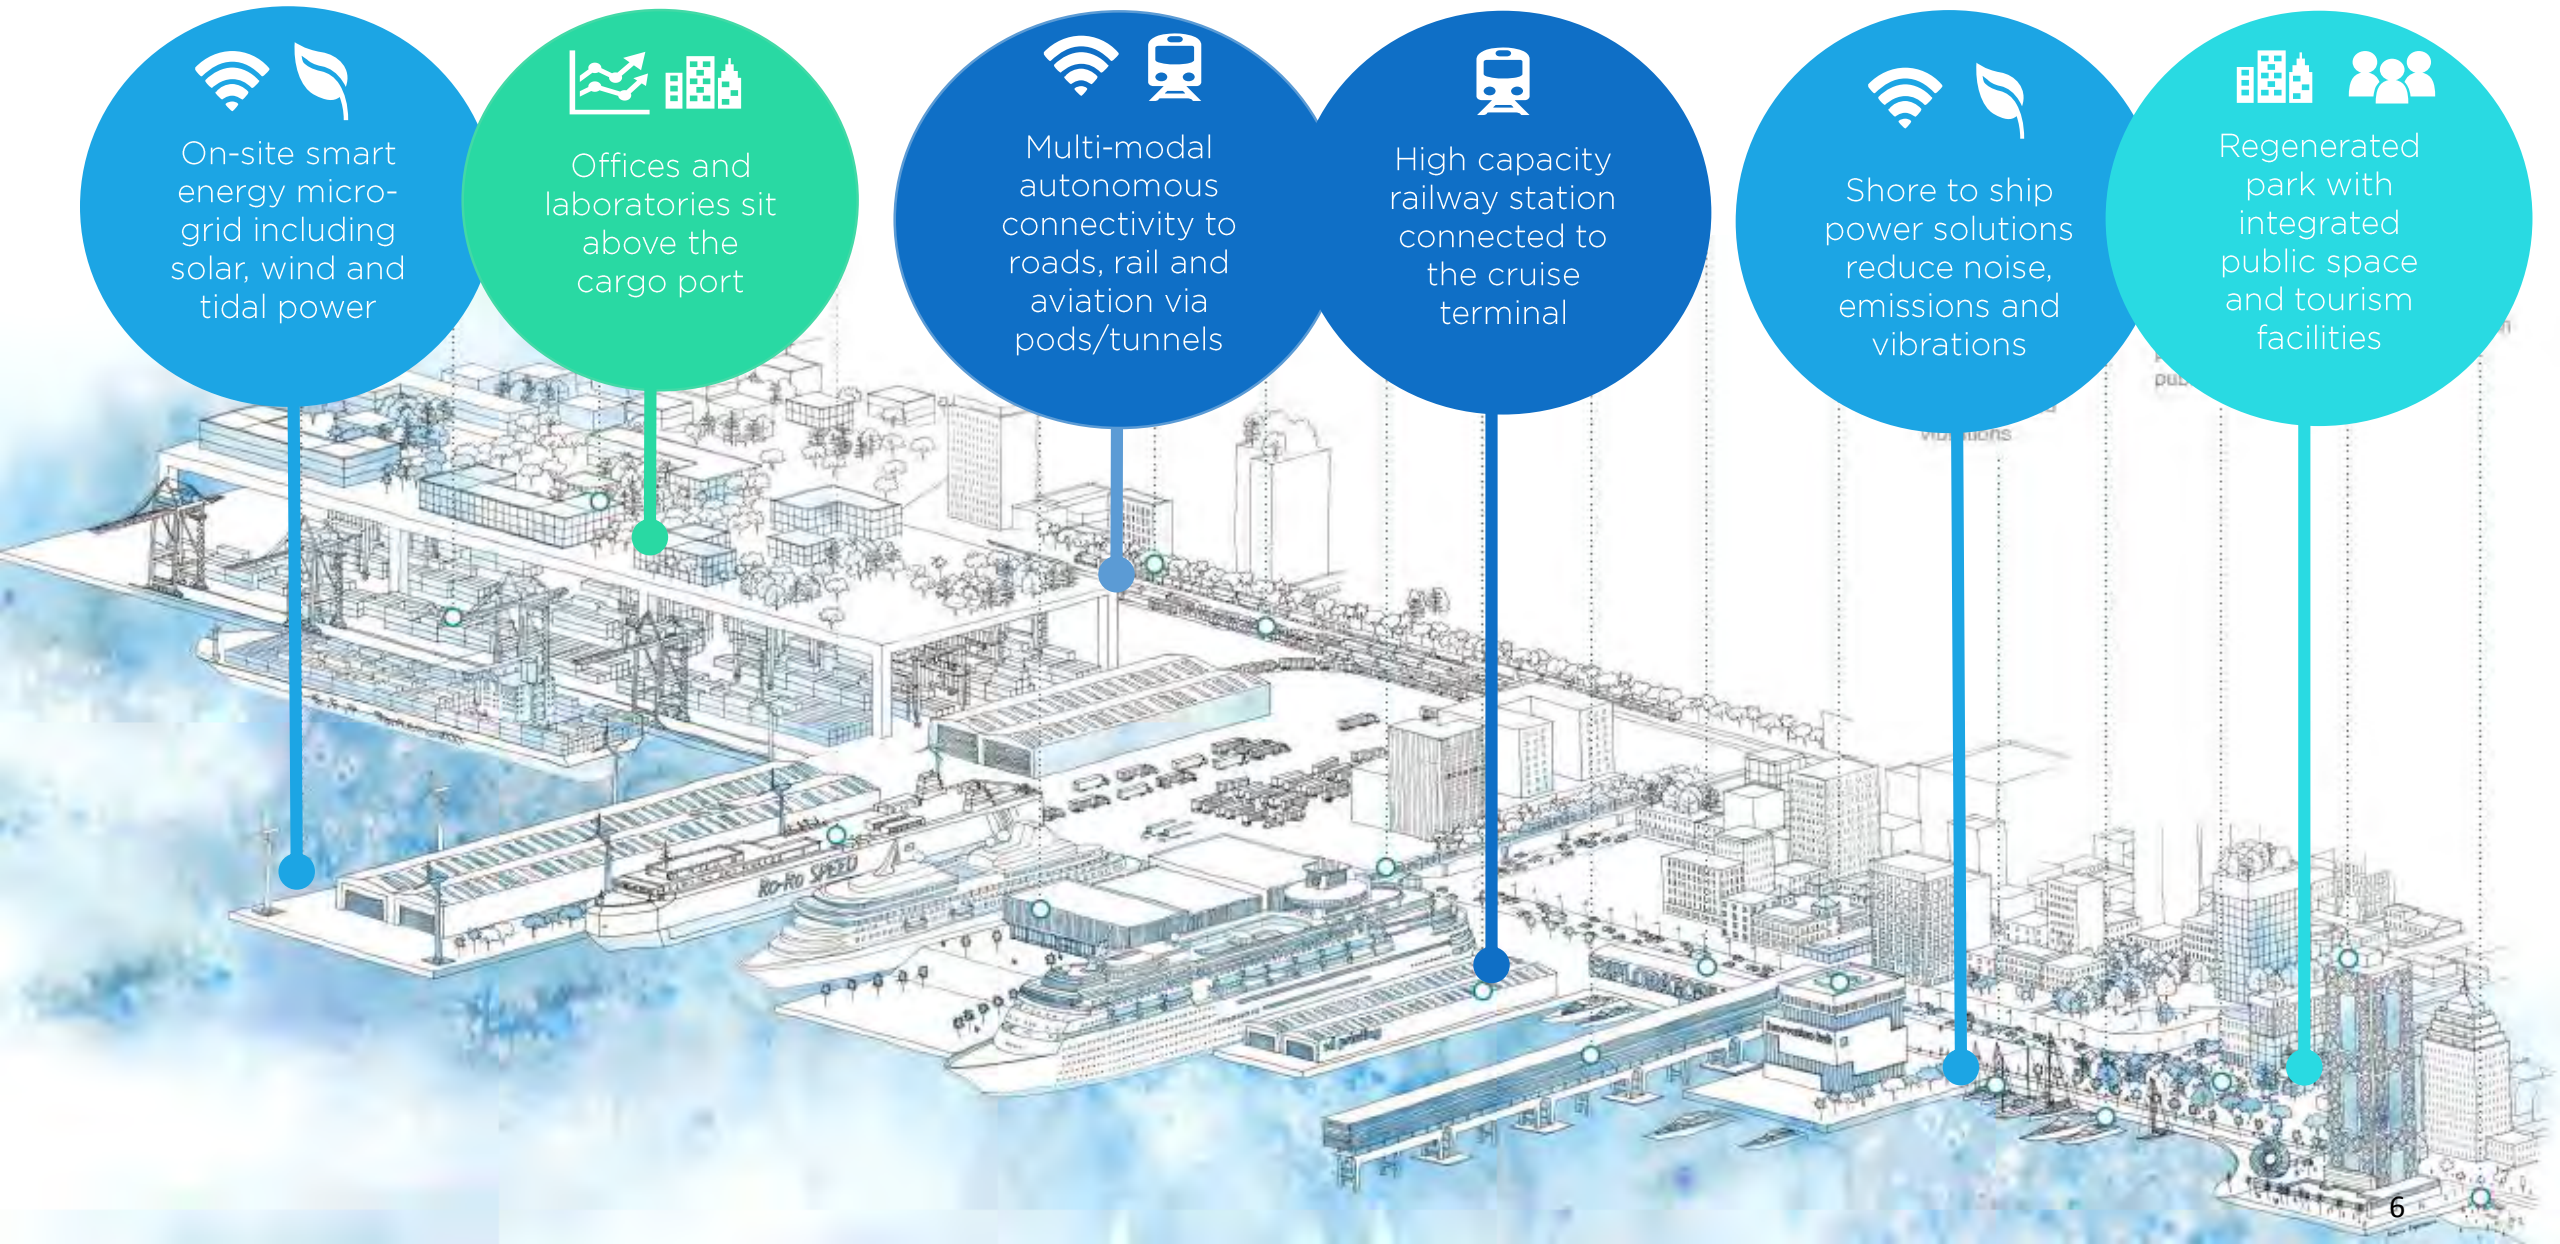 On-site smart
energy micro-
grid including
solar, wind and
tidal power
Offices and
laboratories sit
above the
cargo port
Multi-modal
autonomous
connectivity to
roads, rail and
aviation via
pods/tunnels
High capacity
railway station
connected to
the cruise
terminal
Shore to ship
power solutions
reduce noise,
emissions and
vibrations
Regenerated
park with
integrated
public space
and tourism
facilities
RO-RO SPEED
Innovation hub
6